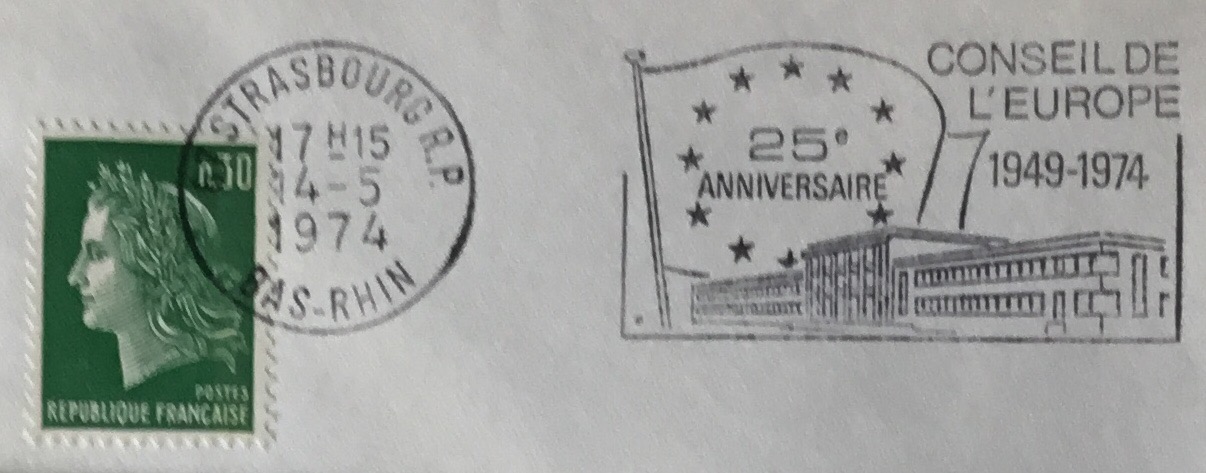 STRASBOURG R.P.
17 H 15
14-5
1974
BAS-RHIN
0,30
POSTES
REPUBLIQUE FRANÇAISE
CONSEIL DE
L'EUROPE
1949-1974
25e
ANNIVERSAIRE